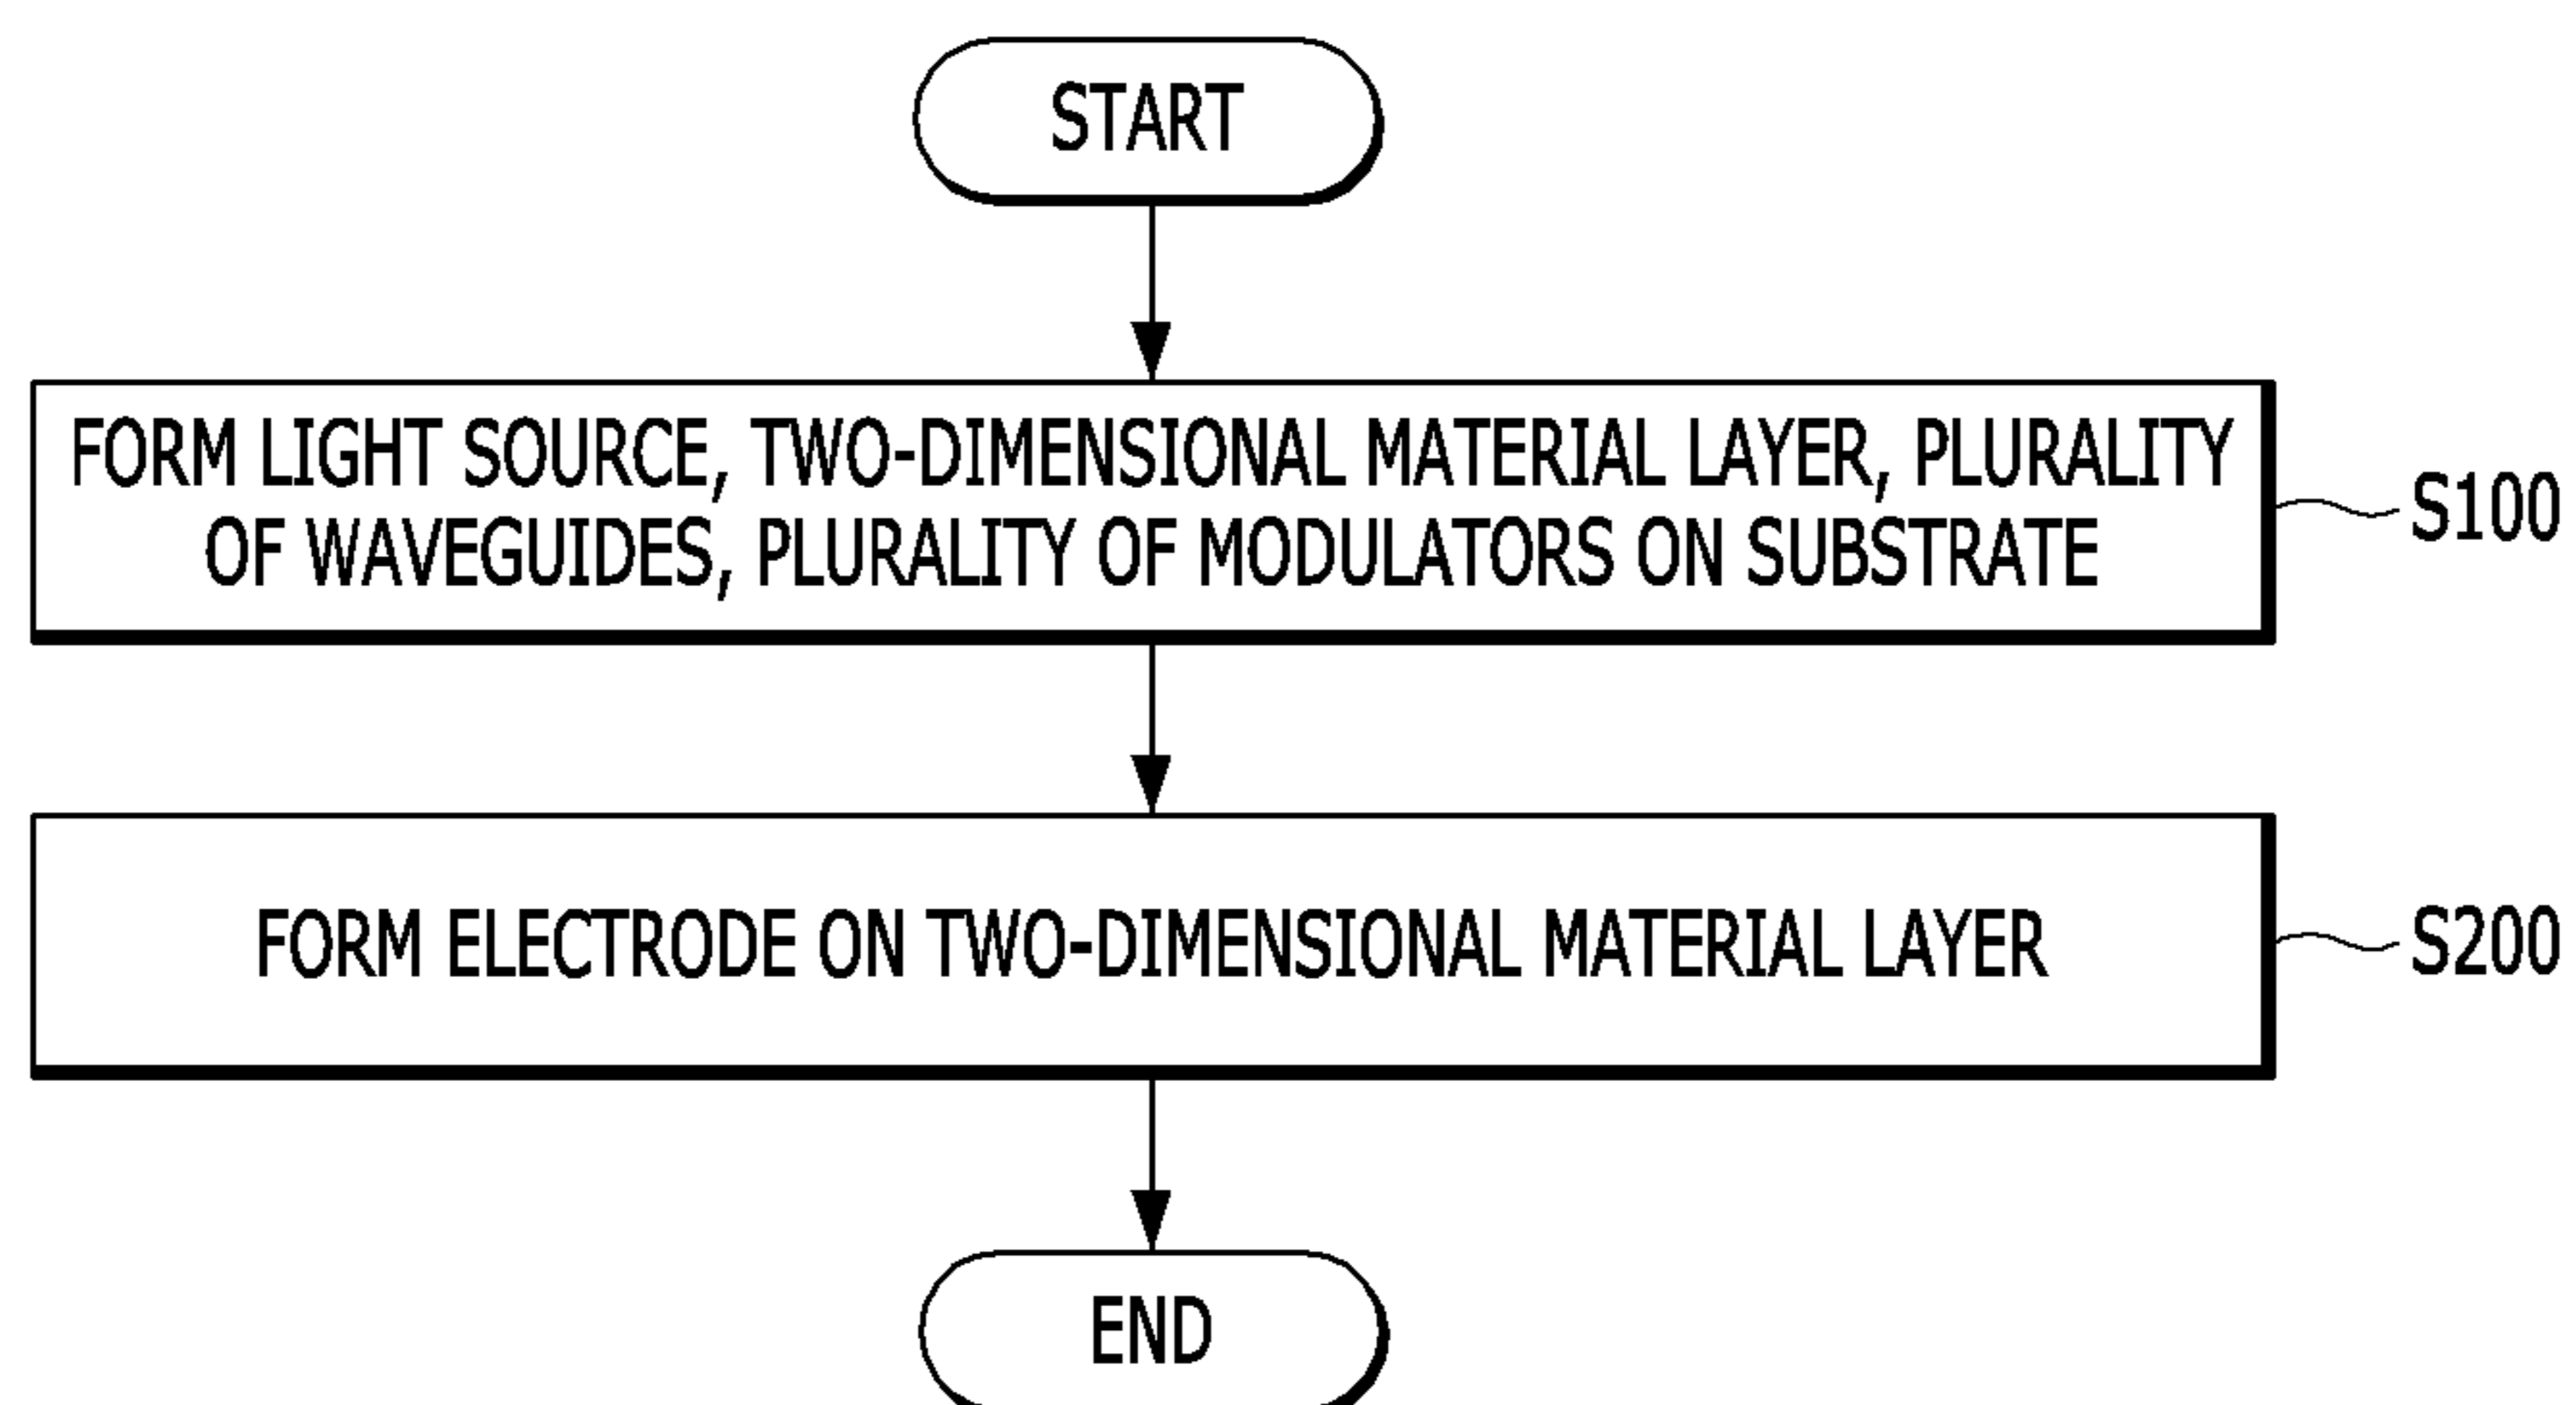 START
FORM LIGHT SOURCE, TWO-DIMENSIONAL MATERIAL LAYER, PLURALITY
OF WAVEGUIDES, PLURALITY OF MODULATORS ON SUBSTRATE
S100
FORM ELECTRODE ON TWO-DIMENSIONAL MATERIAL LAYER
S200
END